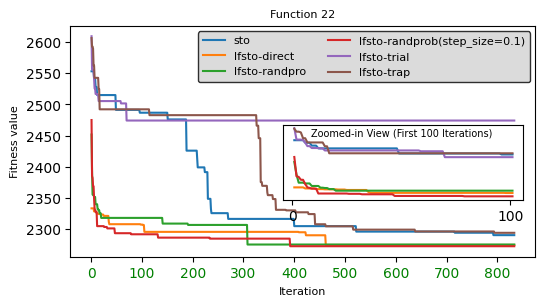 Function 22
Fitness value
2600
2550
2500
2450
2400
2350
2300
sto
lfsto-direct
lfsto-randpro
lfsto-randprob(step_size=0.1)
lfsto-trial
lfsto-trap
Zoomed-in View (First 100 Iterations)
0 100
0 100 200 300 400 500 600 700 800
Iteration